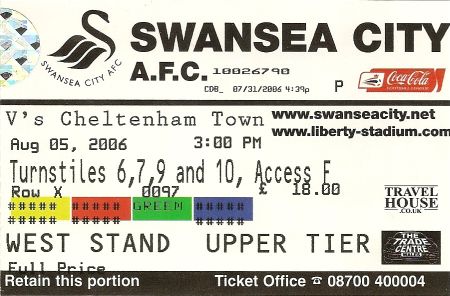 SWANSEA CITY
A.F.C. 10026790
SWANSEA CITY AFC
CDB_ 07/31/2006 4:39p P
Coca-Cola
V's Cheltenham Town
www.swanseacity.net
www.liberty-stadium.com
Aug 05, 2006 3:00 PM
Turnstiles 6,7,9 and 10, Access F
Row X 0097 £ 18.00
##### ##### GREEN #####
##### ##### ##### #####
TRAVEL
HOUSE
.CO.UK
WEST STAND UPPER TIER
THE
TRADE
CENTRE
Full Price
Retain this portion Ticket Office ☎ 08700 400004